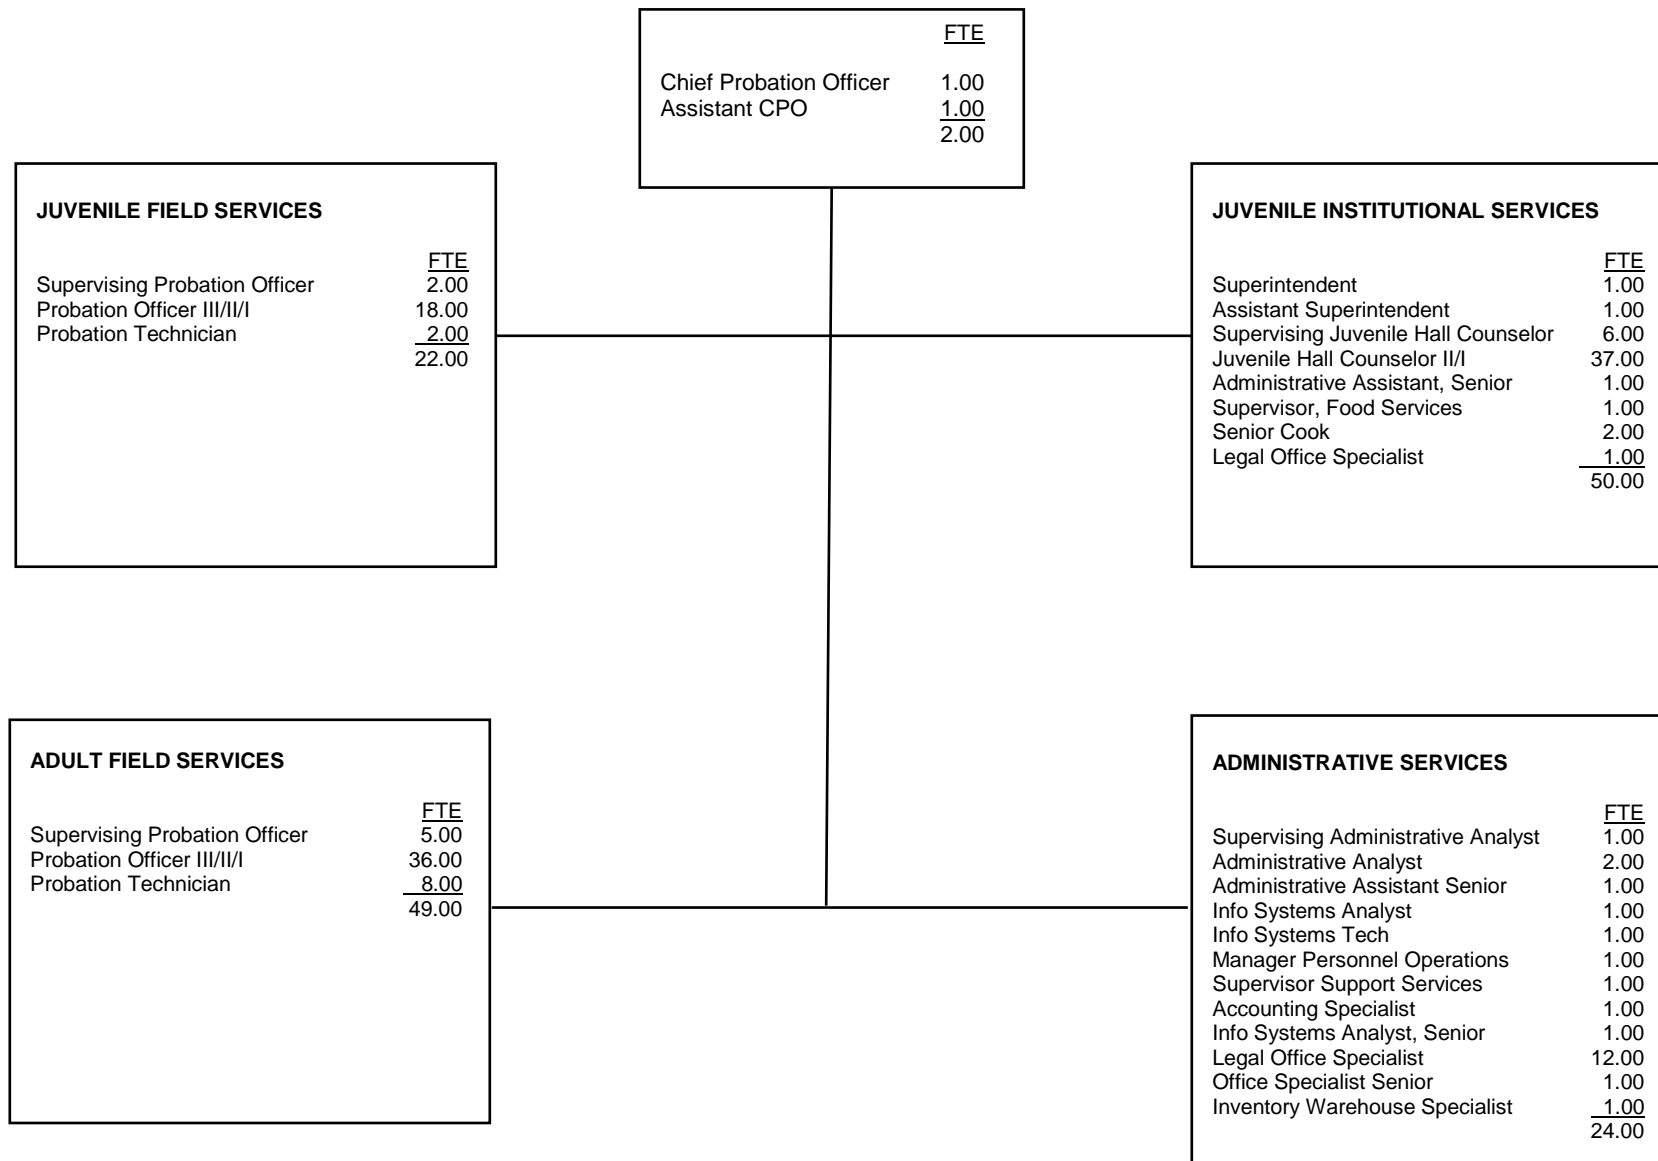 FTE
Chief Probation Officer 1.00
Assistant CPO 1.00
2.00
JUVENILE FIELD SERVICES
FTE
Supervising Probation Officer 2.00
Probation Officer III/II/I 18.00
Probation Technician 2.00
22.00
JUVENILE INSTITUTIONAL SERVICES
FTE
Superintendent 1.00
Assistant Superintendent 1.00
Supervising Juvenile Hall Counselor 6.00
Juvenile Hall Counselor II/I 37.00
Administrative Assistant, Senior 1.00
Supervisor, Food Services 1.00
Senior Cook 2.00
Legal Office Specialist 1.00
50.00
ADULT FIELD SERVICES
FTE
Supervising Probation Officer 5.00
Probation Officer III/II/I 36.00
Probation Technician 8.00
49.00
ADMINISTRATIVE SERVICES
FTE
Supervising Administrative Analyst 1.00
Administrative Analyst 2.00
Administrative Assistant Senior 1.00
Info Systems Analyst 1.00
Info Systems Tech 1.00
Manager Personnel Operations 1.00
Supervisor Support Services 1.00
Accounting Specialist 1.00
Info Systems Analyst, Senior 1.00
Legal Office Specialist 12.00
Office Specialist Senior 1.00
Inventory Warehouse Specialist 1.00
24.00